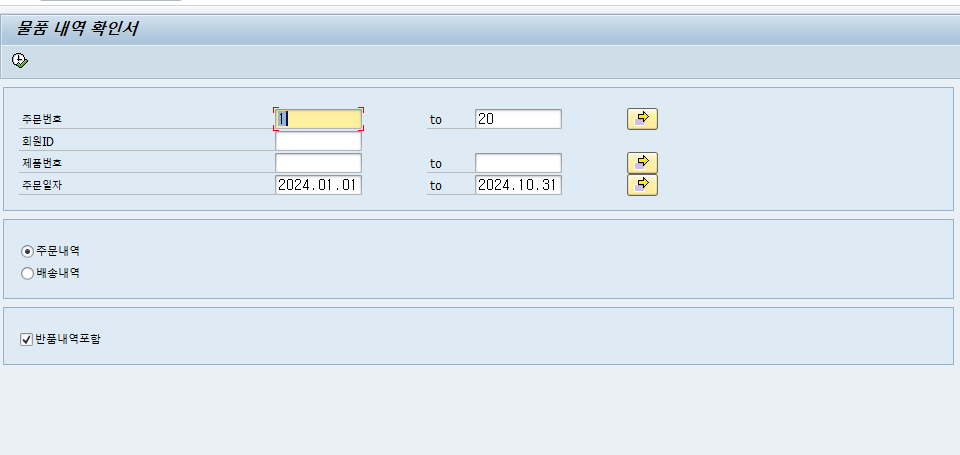 물품 내역 확인서
주문번호 1 to 20
회원ID
제품번호 to
주문일자 2024.01.01 to 2024.10.31
주문내역
배송내역
반품내역포함